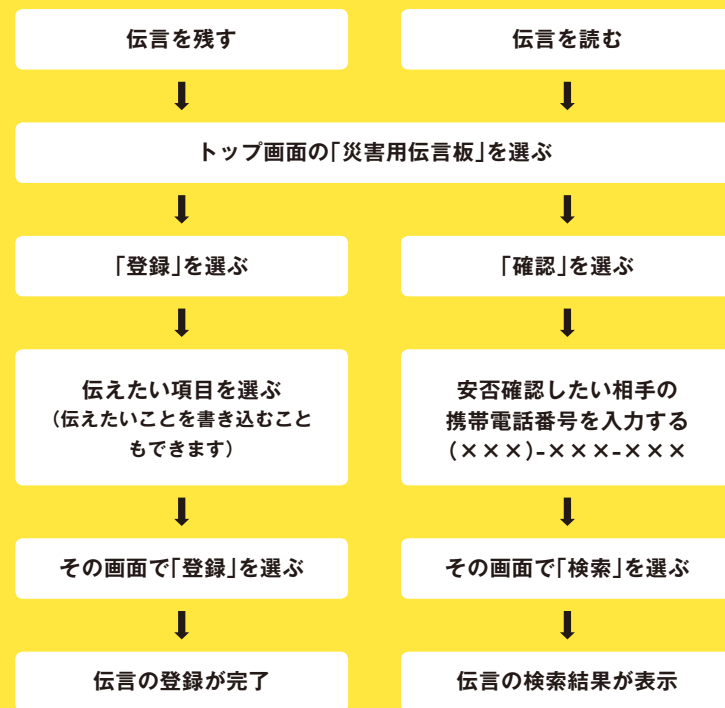 伝言を残す
伝言を読む
トップ画面の「災害用伝言板」を選ぶ
「登録」を選ぶ
「確認」を選ぶ
伝えたい項目を選ぶ
（伝えたいことを書き込むこと
もできます）
安否確認したい相手の
携帯電話番号を入力する
（×××）-×××-×××
その画面で「登録」を選ぶ
その画面で「検索」を選ぶ
伝言の登録が完了
伝言の検索結果が表示